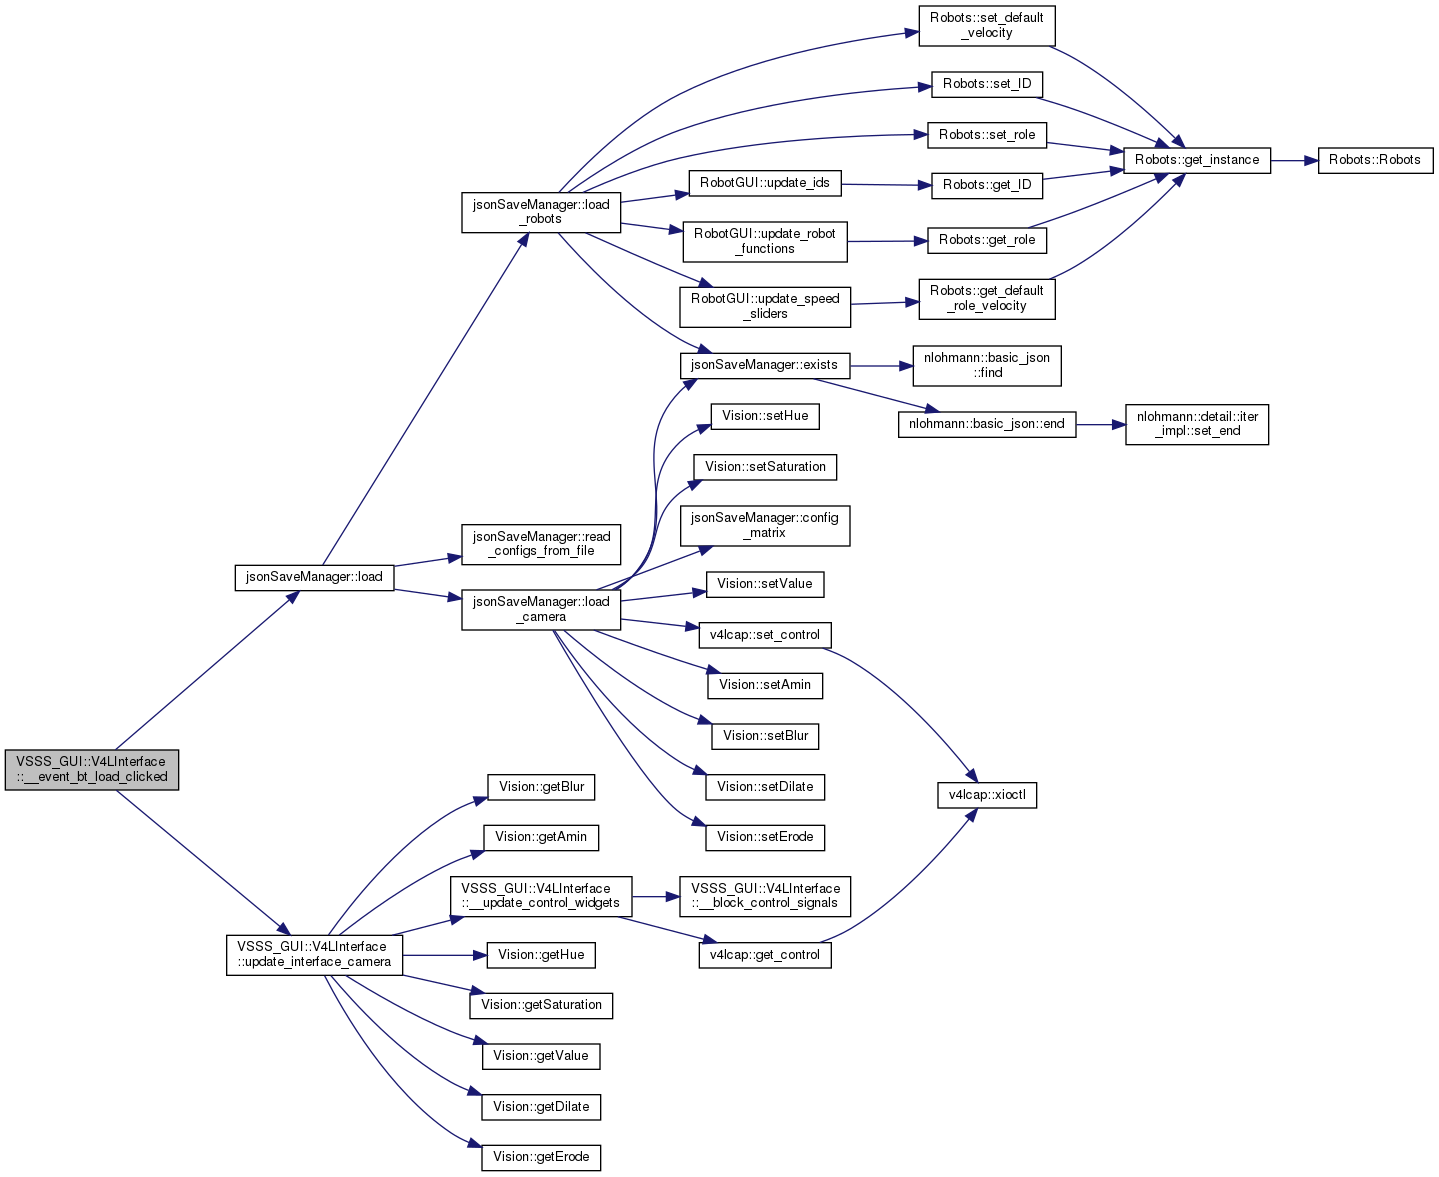 Robots::set_default
_velocity
Robots::set_ID
Robots::set_role
Robots::get_instance
Robots::Robots
RobotGUI::update_ids
Robots::get_ID
jsonSaveManager::load
_robots
RobotGUI::update_robot
_functions
Robots::get_role
RobotGUI::update_speed
_sliders
Robots::get_default
_role_velocity
jsonSaveManager::exists
nlohmann::basic_json
::find
Vision::setHue
nlohmann::basic_json::end
nlohmann::detail::iter
_impl::set_end
Vision::setSaturation
jsonSaveManager::config
_matrix
jsonSaveManager::read
_configs_from_file
jsonSaveManager::load
Vision::setValue
jsonSaveManager::load
_camera
v4lcap::set_control
Vision::setAmin
Vision::setBlur
VSSS_GUI::V4LInterface
::__event_bt_load_clicked
Vision::getBlur
Vision::setDilate
v4lcap::xioctl
Vision::getAmin
Vision::setErode
VSSS_GUI::V4LInterface
::__update_control_widgets
VSSS_GUI::V4LInterface
::__block_control_signals
VSSS_GUI::V4LInterface
::update_interface_camera
Vision::getHue
v4lcap::get_control
Vision::getSaturation
Vision::getValue
Vision::getDilate
Vision::getErode